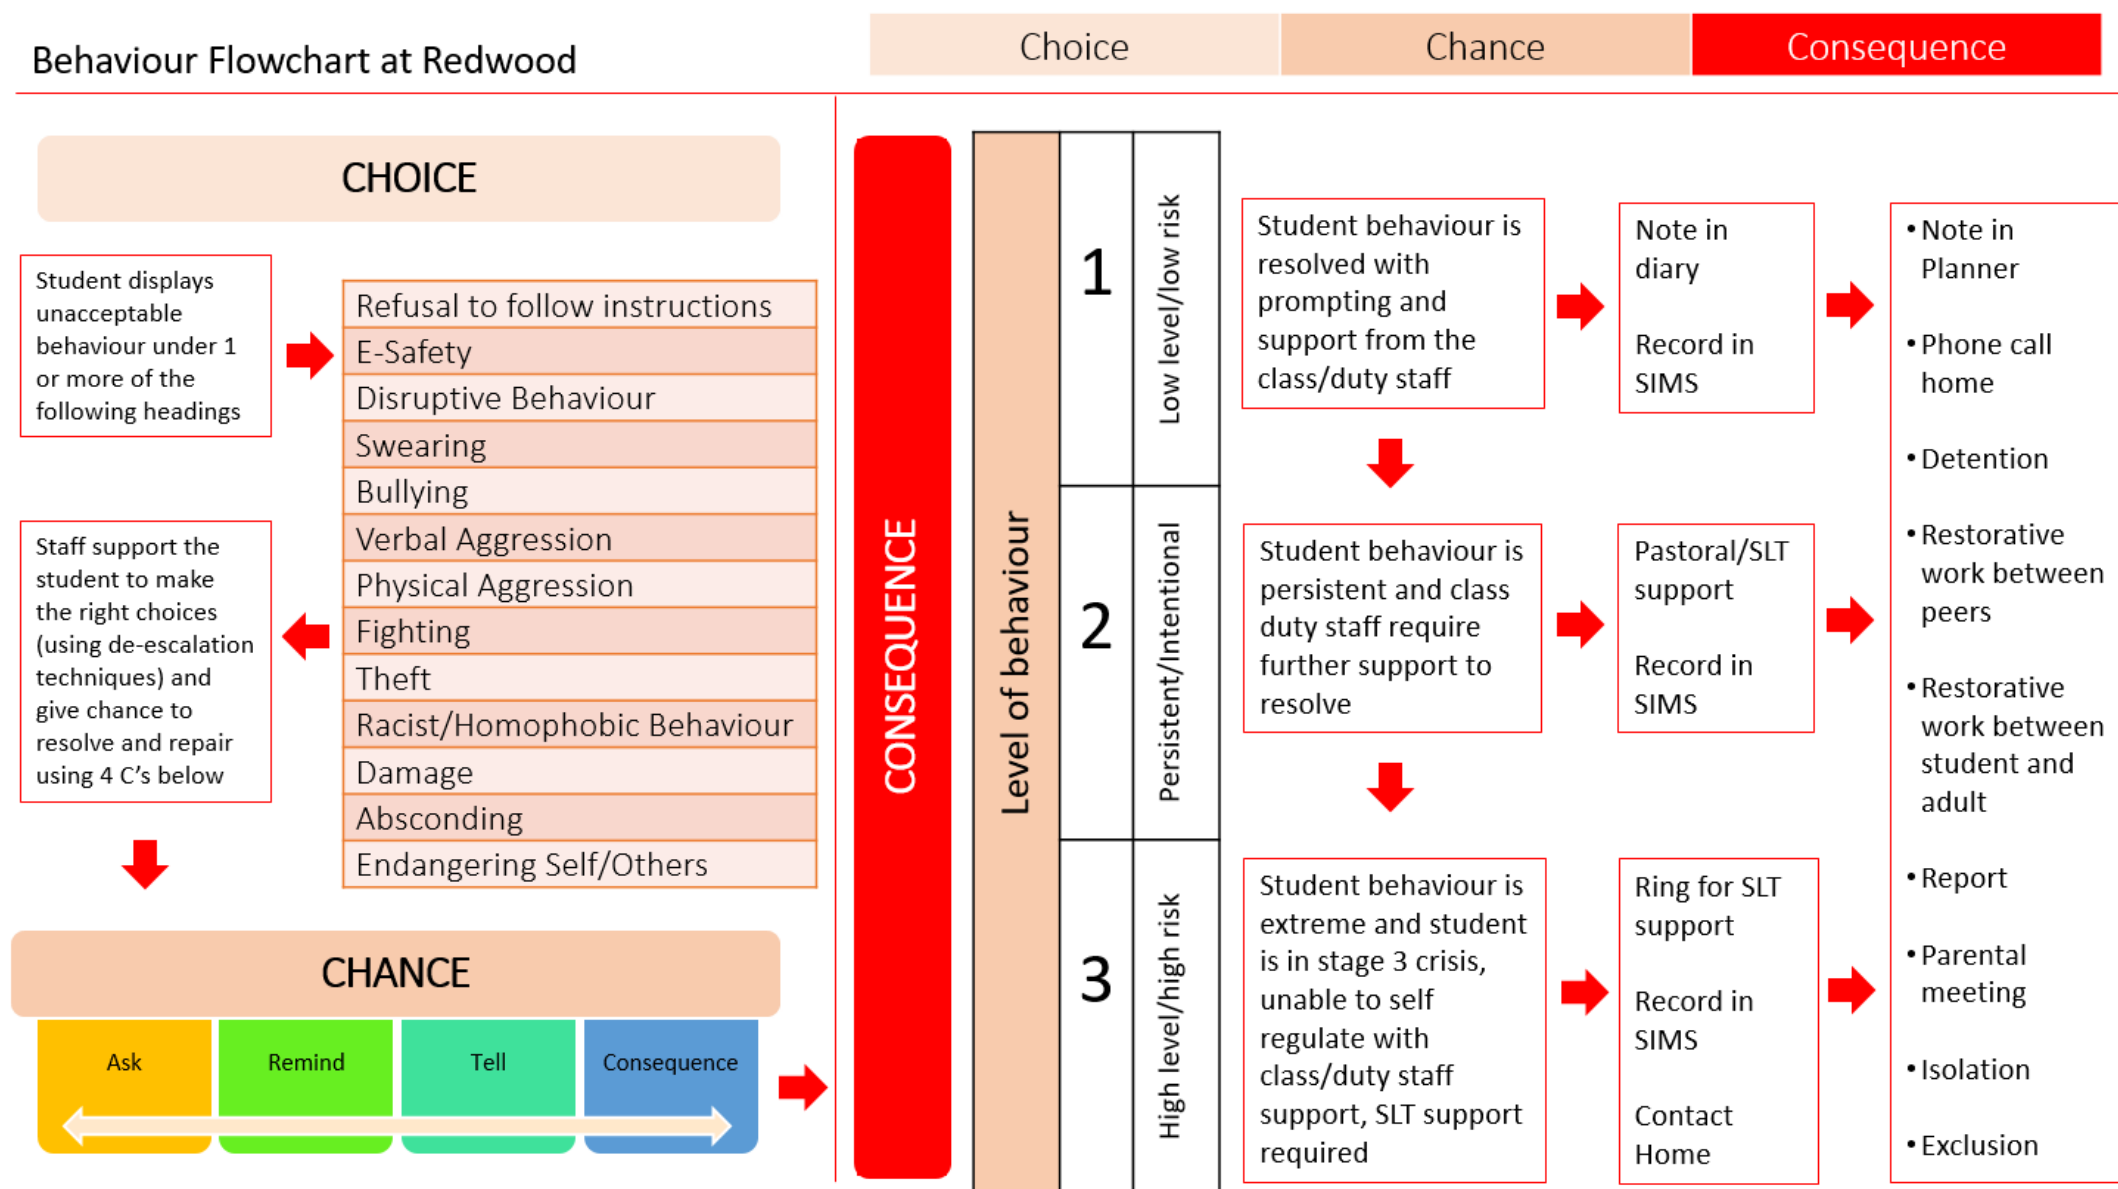 Behaviour Flowchart at Redwood
Choice
Chance
Consequence
CHOICE
Student displays
unacceptable
behaviour under 1
or more of the
following headings
Refusal to follow instructions
E-Safety
Disruptive Behaviour
Swearing
Bullying
Verbal Aggression
Physical Aggression
Fighting
Theft
Racist/Homophobic Behaviour
Damage
Absconding
Endangering Self/Others
Staff support the
student to make
the right choices
(using de-escalation
techniques) and
give chance to
resolve and repair
using 4 C's below
CHANCE
Ask
Remind
Tell
Consequence
CONSEQUENCE
Level of behaviour
1
Low level/low risk
Student behaviour is
resolved with
prompting and
support from the
class/duty staff
Note in
diary
Record in
SIMS
2
Persistent/Intentional
Student behaviour is
persistent and class
duty staff require
further support to
resolve
Pastoral/SLT
support
Record in
SIMS
3
High level/high risk
Student behaviour is
extreme and student
is in stage 3 crisis,
unable to self
regulate with
class/duty staff
support, SLT support
required
Ring for SLT
support
Record in
SIMS
Contact
Home
• Note in
Planner
• Phone call
home
• Detention
• Restorative
work between
peers
• Restorative
work between
student and
adult
• Report
• Parental
meeting
• Isolation
• Exclusion